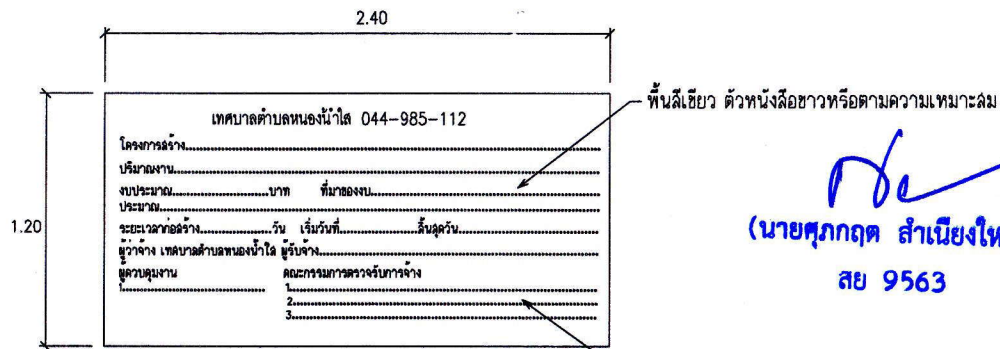 2.40
1.20
เทศบาลตำบลหนองน้ำใส 044-985-112
โครงการสร้าง
ปริมาณงาน
งบประมาณ บาท ที่มาของงบ
ประมาณ
ระยะเวลาก่อสร้าง วัน เริ่มวันที่ สิ้นสุดวัน
ผู้ว่าจ้าง เทศบาลตำบลหนองน้ำใส ผู้รับจ้าง
ผู้ควบคุมงาน คณะกรรมการตรวจรับการจ้าง
1 1
2
3
พื้นสีเขียว ตัวหนังสือขาวหรือตามความเหมาะสม
(นายศุภกฤต สำเนียงให
สย 9563